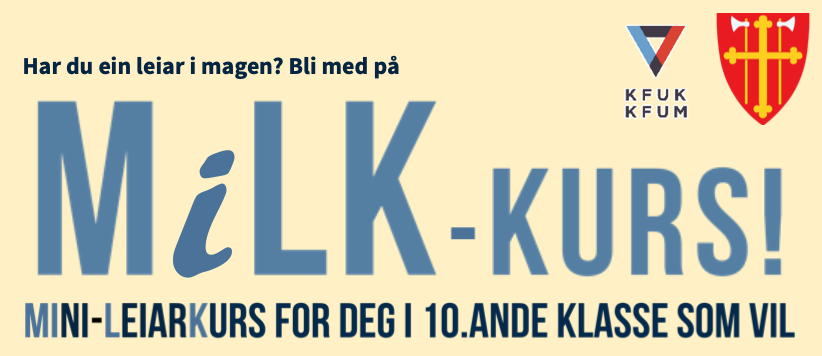 Har du ein leiar i magen? Bli med på
KFUK
KFUM
MiLK-KURS!
MINI-LEIARKURS FOR DEG I 10.ANDE KLASSE SOM VIL